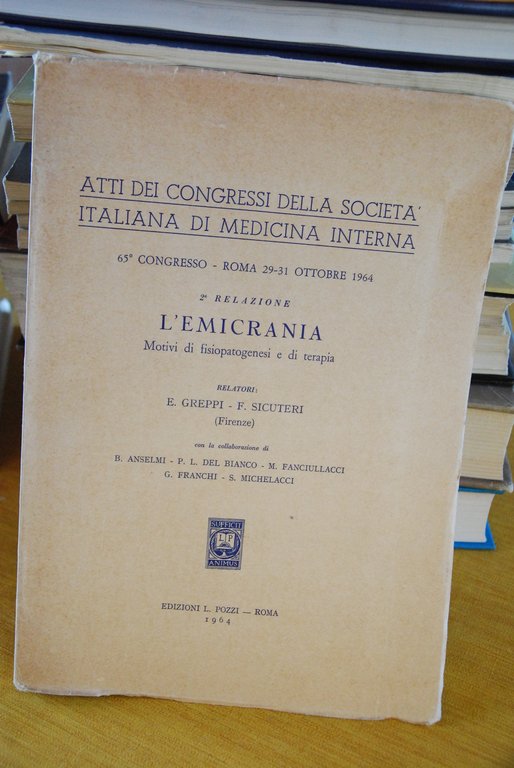 ATTI DEI CONGRESSI DELLA SOCIETA'
ITALIANA DI MEDICINA INTERNA
65° CONGRESSO - ROMA 29-31 OTTOBRE 1964
2ª RELAZIONE
L'EMICRANIA
Motivi di fisiopatogenesi e di terapia
RELATORI:
E. GREPPI - F. SICUTERI
(Firenze)
con la collaborazione di
B. ANSELMI - P. L. DEL BIANCO - M. FANCIULLACCI
G. FRANCHI - S. MICHELACCI
SUFFICIT
L P
ANIMUS
EDIZIONI L. POZZI — ROMA
1964